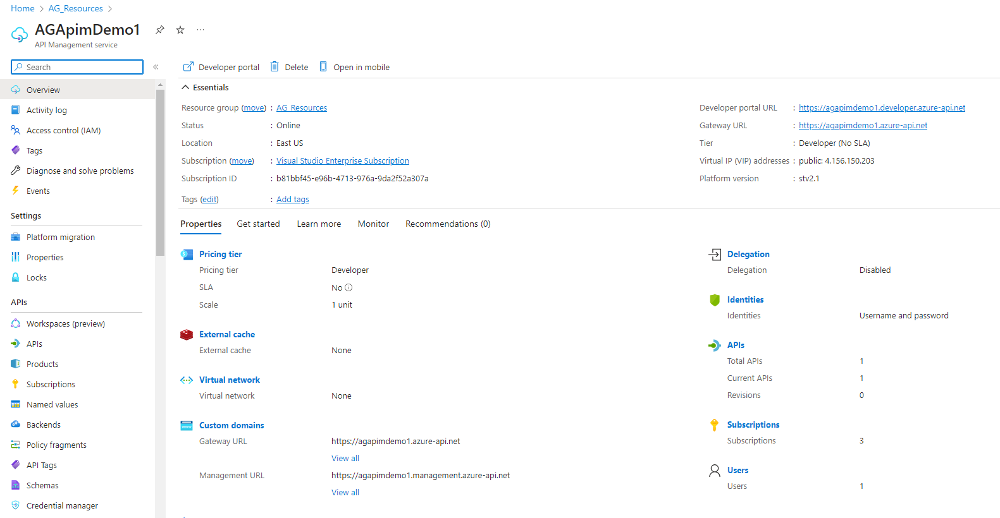 Home > AG_Resources >
AGApimDemo1 ...
API Management service
Search «
Overview
Activity log
Access control (IAM)
Tags
Diagnose and solve problems
Events
Settings
Platform migration
Properties
Locks
APIs
Workspaces (preview)
APIs
Products
Subscriptions
Named values
Backends
Policy fragments
API Tags
Schemas
Credential manager
Developer portal Delete Open in mobile
Essentials
Resource group (move) : AG_Resources
Status : Online
Location : East US
Subscription (move) : Visual Studio Enterprise Subscription
Subscription ID : b81bbf45-e96b-4713-976a-9da2f52a307a
Tags (edit) : Add tags
Developer portal URL : https://agapimdemo1.developer.azure-api.net
Gateway URL : https://agapimdemo1.azure-api.net
Tier : Developer (No SLA)
Virtual IP (VIP) addresses : public: 4.156.150.203
Platform version : stv2.1
Properties Get started Learn more Monitor Recommendations (0)
Pricing tier
Pricing tier Developer
SLA No
Scale 1 unit
External cache
External cache None
Virtual network
Virtual network None
Custom domains
Gateway URL https://agapimdemo1.azure-api.net
View all
Management URL https://agapimdemo1.management.azure-api.net
View all
Delegation
Delegation Disabled
Identities
Identities Username and password
APIs
Total APIs 1
Current APIs 1
Revisions 0
Subscriptions
Subscriptions 3
Users
Users 1